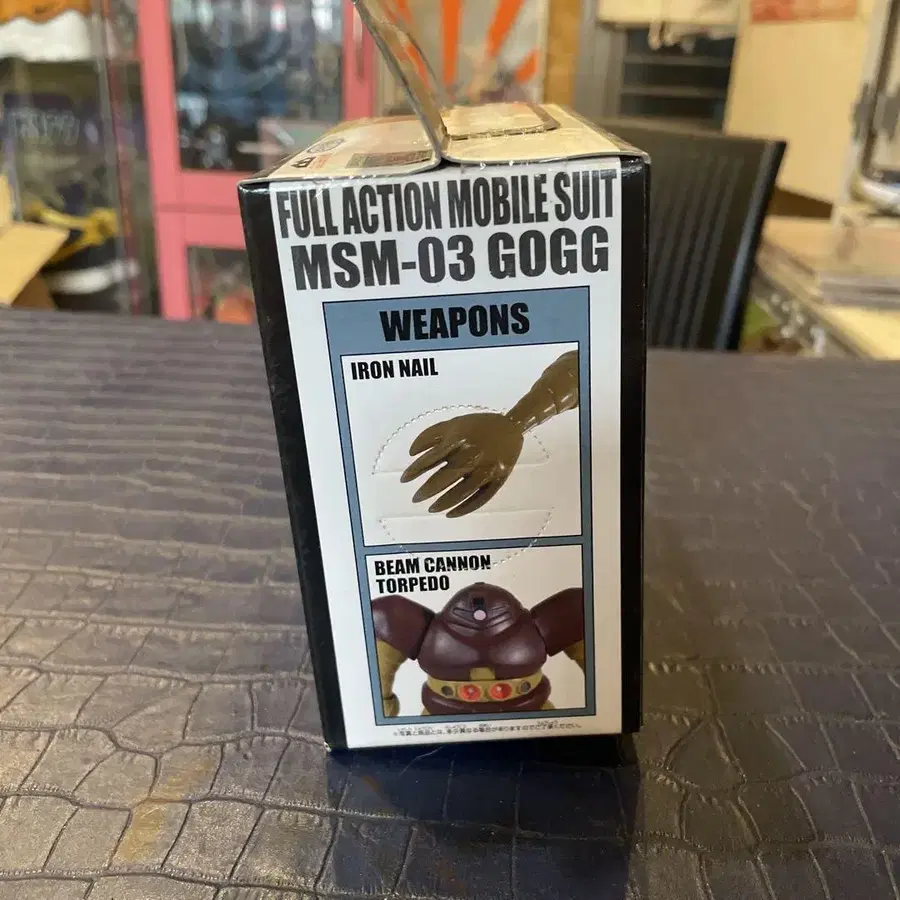 FULL ACTION MOBILE SUIT
MSM-03 GOGG
WEAPONS
IRON NAIL
BEAM CANNON
TORPEDO